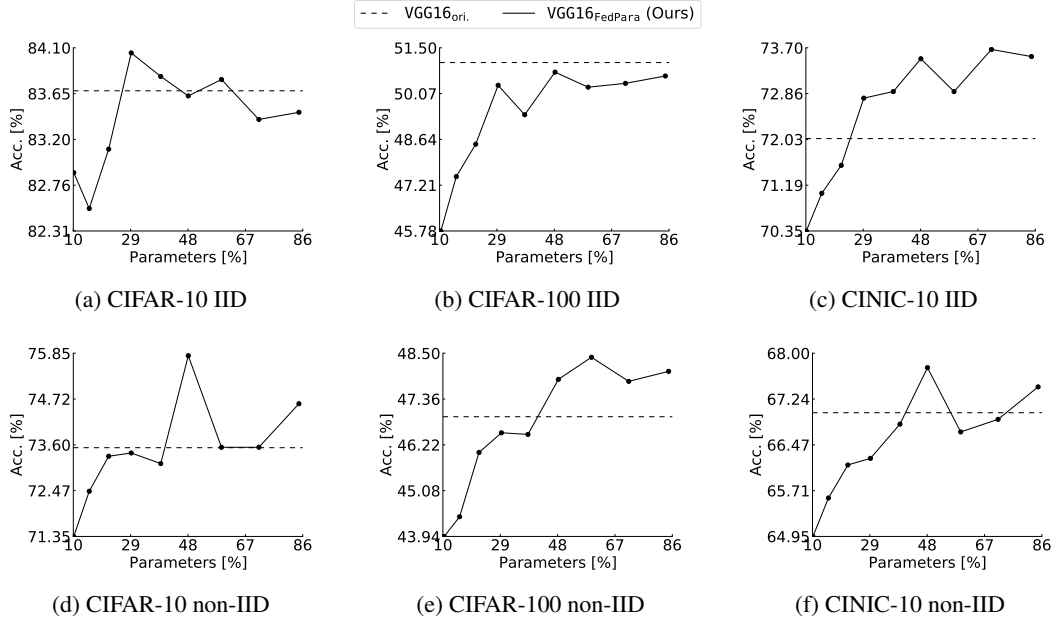 VGG16ori. VGG16FedPara (Ours)
84.10
83.65
83.20
82.76
82.31
Acc. [%]
10 29 48 67 86
Parameters [%]
(a) CIFAR-10 IID
51.50
50.07
48.64
47.21
45.78
Acc. [%]
10 29 48 67 86
Parameters [%]
(b) CIFAR-100 IID
73.70
72.86
72.03
71.19
70.35
Acc. [%]
10 29 48 67 86
Parameters [%]
(c) CINIC-10 IID
75.85
74.72
73.60
72.47
71.35
Acc. [%]
10 29 48 67 86
Parameters [%]
(d) CIFAR-10 non-IID
48.50
47.36
46.22
45.08
43.94
Acc. [%]
10 29 48 67 86
Parameters [%]
(e) CIFAR-100 non-IID
68.00
67.24
66.47
65.71
64.95
Acc. [%]
10 29 48 67 86
Parameters [%]
(f) CINIC-10 non-IID